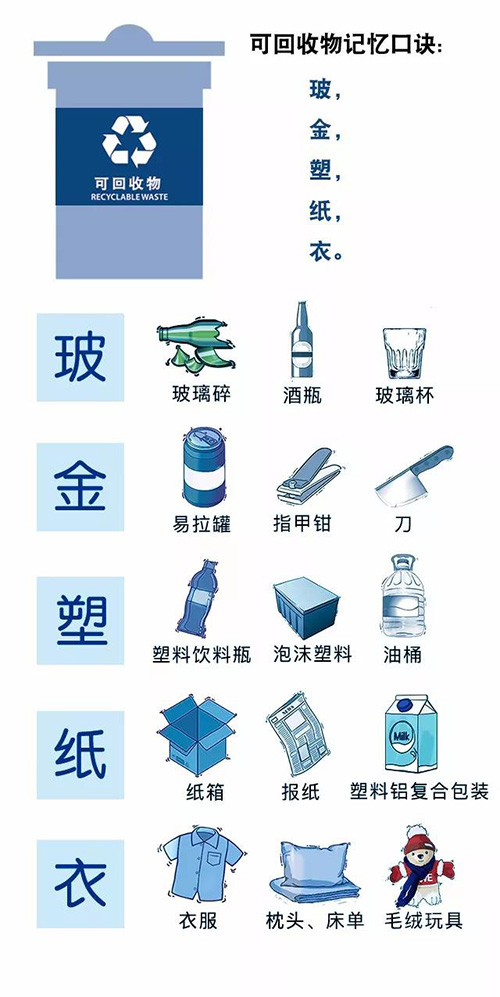 可回收物记忆口诀：
玻，
金，
塑，
纸，
衣。
可回收物
RECYCLABLE WASTE
玻
玻璃碎 酒瓶 玻璃杯
金
易拉罐 指甲钳 刀
塑
塑料饮料瓶 泡沫塑料 油桶
纸
NEWS
Milk
纸箱 报纸 塑料铝复合包装
衣
衣服 枕头、床单 毛绒玩具